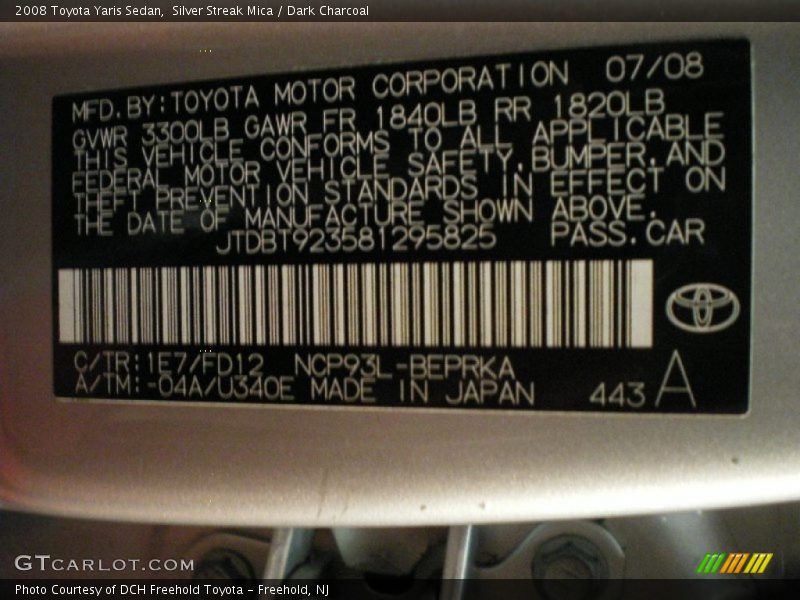 2008 Toyota Yaris Sedan,  Silver Streak Mica / Dark Charcoal
MFD.BY:TOYOTA MOTOR CORPORATION 07/08
GVWR 3300LB GAWR FR 1840LB RR 1820LB
THIS VEHICLE CONFORMS TO ALL APPLICABLE
FEDERAL MOTOR VEHICLE SAFETY,BUMPER,AND
THEFT PREVENTION STANDARDS IN EFFECT ON
THE DATE OF MANUFACTURE SHOWN ABOVE.
JTDBT923581295825 PASS.CAR
C/TR:1E7/FD12 NCP93L-BEPRKA
A/TM:-04A/U340E MADE IN JAPAN 443 A
GTCARLOT.COM
Photo Courtesy of DCH Freehold Toyota - Freehold, NJ